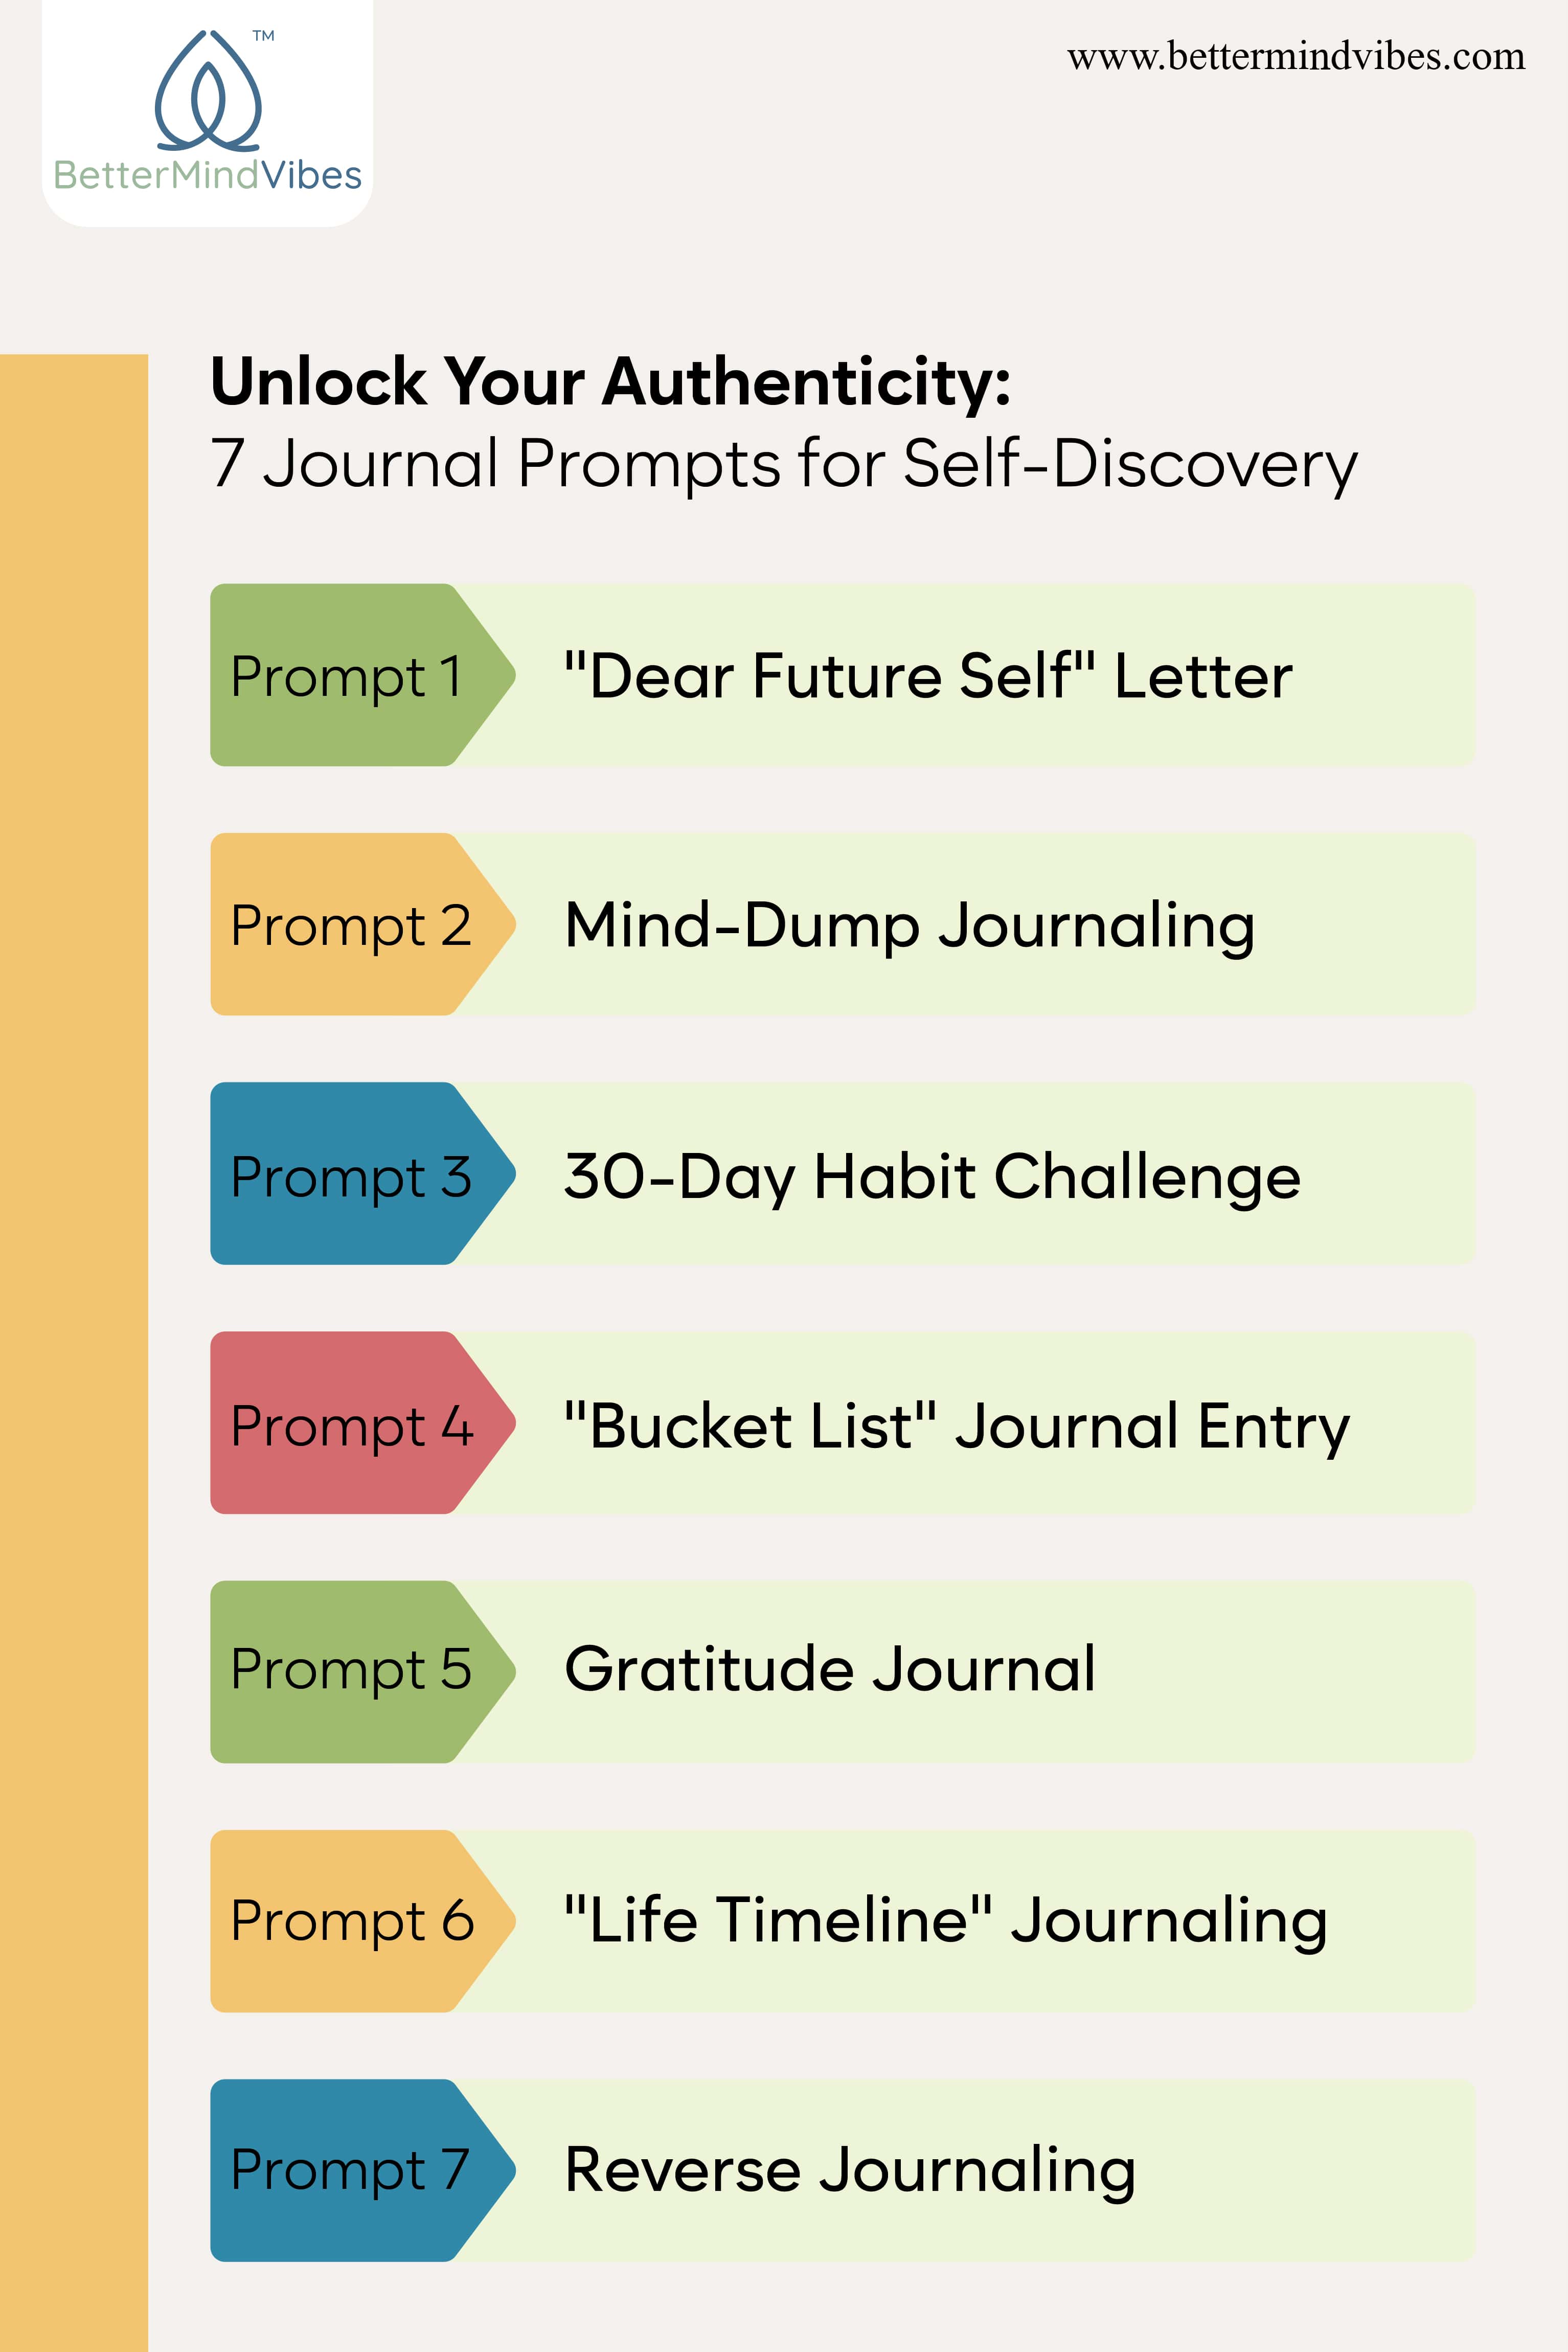 TM
BetterMindVibes
www.bettermindvibes.com
Unlock Your Authenticity:
7 Journal Prompts for Self-Discovery
Prompt 1 "Dear Future Self" Letter
Prompt 2 Mind-Dump Journaling
Prompt 3 30-Day Habit Challenge
Prompt 4 "Bucket List" Journal Entry
Prompt 5 Gratitude Journal
Prompt 6 "Life Timeline" Journaling
Prompt 7 Reverse Journaling